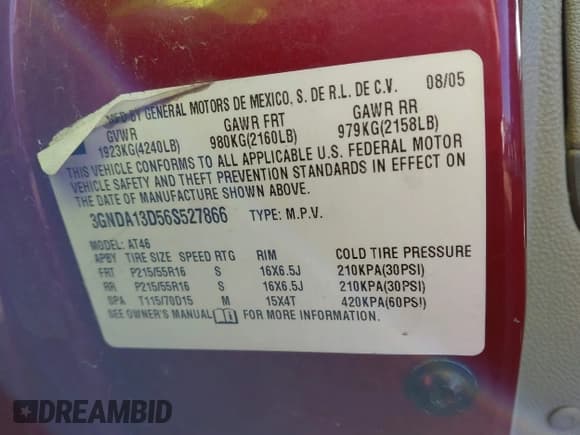 MFD BY GENERAL MOTORS DE MEXICO, S. DE R.L. DE C.V. 08/05
GVWR GAWR FRT GAWR RR
1923KG(4240LB) 980KG(2160LB) 979KG(2158LB)
THIS VEHICLE CONFORMS TO ALL APPLICABLE U.S. FEDERAL MOTOR
VEHICLE SAFETY AND THEFT PREVENTION STANDARDS IN EFFECT ON
THE DATE OF MANUFACTURE SHOWN ABOVE.
3GNDA13D56S527866 TYPE: M.P.V.
MODEL: AT46
APBY TIRE SIZE SPEED RTG RIM COLD TIRE PRESSURE
FRT P215/55R16 S 16X6.5J 210KPA(30PSI)
RR P215/55R16 S 16X6.5J 210KPA(30PSI)
SPA T115/70D15 M 15X4T 420KPA(60PSI)
SEE OWNER'S MANUAL FOR MORE INFORMATION.
DREAMBID